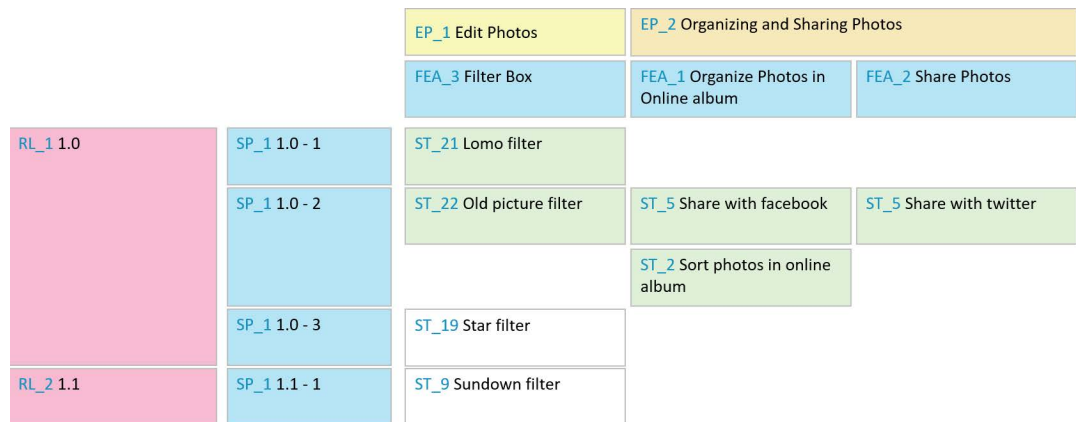 EP_1 Edit Photos
EP_2 Organizing and Sharing Photos
FEA_3 Filter Box
FEA_1 Organize Photos in
Online album
FEA_2 Share Photos
RL_1 1.0
SP_1 1.0 - 1
ST_21 Lomo filter
SP_1 1.0 - 2
ST_22 Old picture filter
ST_5 Share with facebook
ST_5 Share with twitter
ST_2 Sort photos in online
album
SP_1 1.0 - 3
ST_19 Star filter
RL_2 1.1
SP_1 1.1 - 1
ST_9 Sundown filter